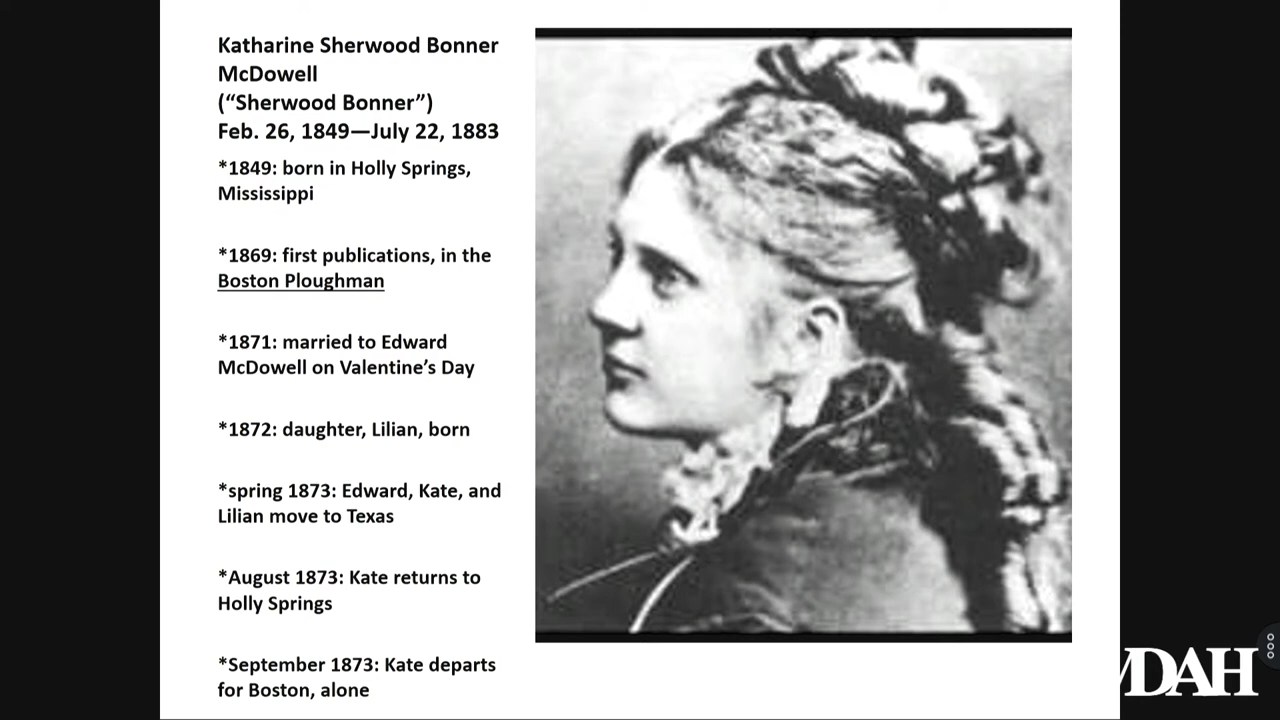 Katharine Sherwood Bonner
McDowell
(“Sherwood Bonner”)
Feb. 26, 1849—July 22, 1883
*1849: born in Holly Springs,
Mississippi
*1869: first publications, in the
Boston Ploughman
*1871: married to Edward
McDowell on Valentine’s Day
*1872: daughter, Lilian, born
*spring 1873: Edward, Kate, and
Lilian move to Texas
*August 1873: Kate returns to
Holly Springs
*September 1873: Kate departs
for Boston, alone